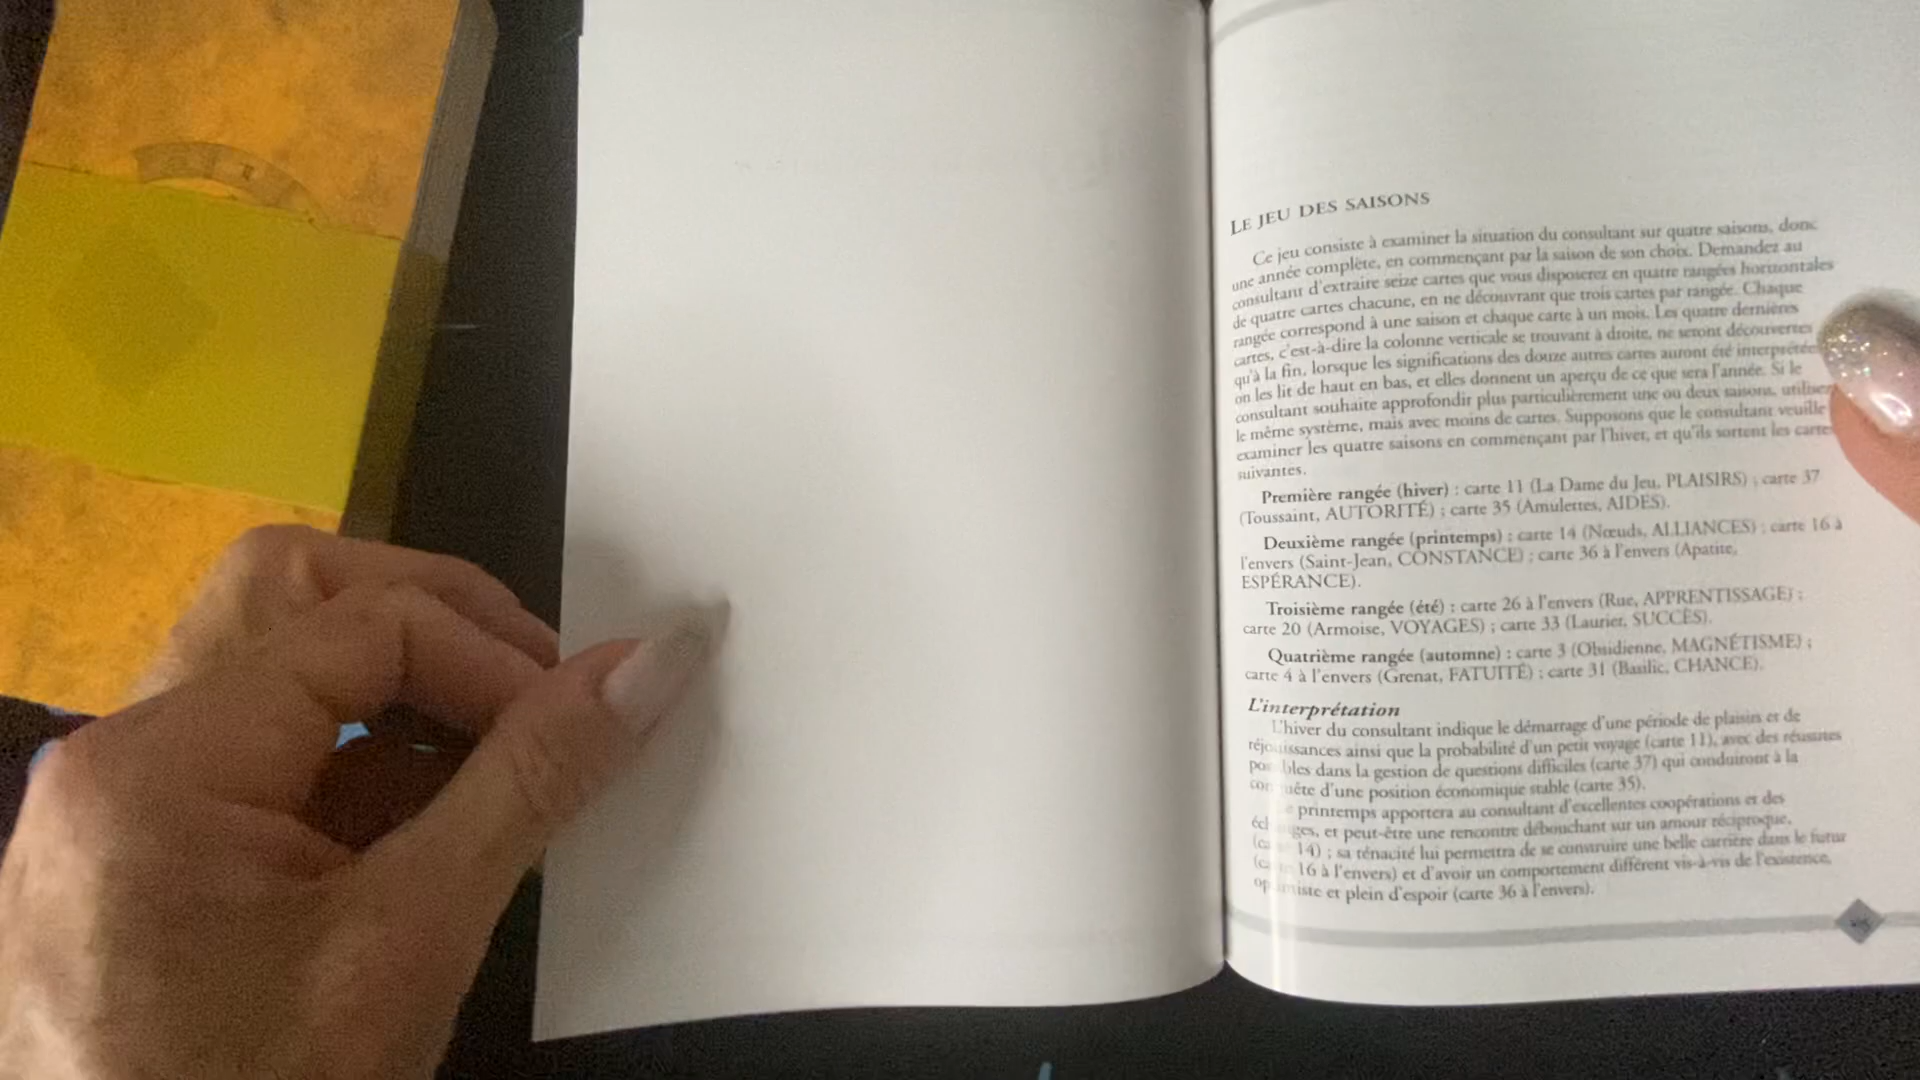 LE JEU DES SAISONS
Ce jeu consiste à examiner la situation du consultant sur quatre saisons, donc
une année complète, en commençant par la saison de son choix. Demandez au
consultant d'extraire seize cartes que vous disposerez en quatre rangées horizontales
de quatre cartes chacune, en ne découvrant que trois cartes par rangée. Chaque
rangée correspond à une saison et chaque carte à un mois. Les quatre dernières
cartes, c'est-à-dire la colonne verticale se trouvant à droite, ne seront découvertes
qu'à la fin, lorsque les significations des douze autres cartes auront été interprétées
on les lit de haut en bas, et elles donnent un aperçu de ce que sera l'année. Si le
consultant souhaite approfondir plus particulièrement une ou deux saisons, utilisez
le même système, mais avec moins de cartes. Supposons que le consultant veuille
examiner les quatre saisons en commençant par l'hiver, et qu'ils sortent les cartes
suivantes.
Première rangée (hiver) : carte 11 (La Dame du Jeu, PLAISIRS) ; carte 37
(Toussaint, AUTORITÉ) ; carte 35 (Amulettes, AIDES).
Deuxième rangée (printemps) : carte 14 (Nœuds, ALLIANCES) ; carte 16 à
l'envers (Saint-Jean, CONSTANCE) ; carte 36 à l'envers (Apatite,
ESPÉRANCE).
Troisième rangée (été) : carte 26 à l'envers (Rue, APPRENTISSAGE) ;
carte 20 (Armoise, VOYAGES) ; carte 33 (Laurier, SUCCÈS).
Quatrième rangée (automne) : carte 3 (Obsidienne, MAGNÉTISME) ;
carte 4 à l'envers (Grenat, FATUITÉ) ; carte 31 (Basilic, CHANCE).
L'interprétation
L'hiver du consultant indique le démarrage d'une période de plaisirs et de
réjouissances ainsi que la probabilité d'un petit voyage (carte 11), avec des réussites
possibles dans la gestion de questions difficiles (carte 37) qui conduiront à la
conquête d'une position économique stable (carte 35).
printemps apportera au consultant d'excellentes coopérations et des
échanges, et peut-être une rencontre débouchant sur un amour réciproque,
(carte 14) ; sa ténacité lui permettra de se construire une belle carrière dans le futur
(carte 16 à l'envers) et d'avoir un comportement différent vis-à-vis de l'existence,
optimiste et plein d'espoir (carte 36 à l'envers).